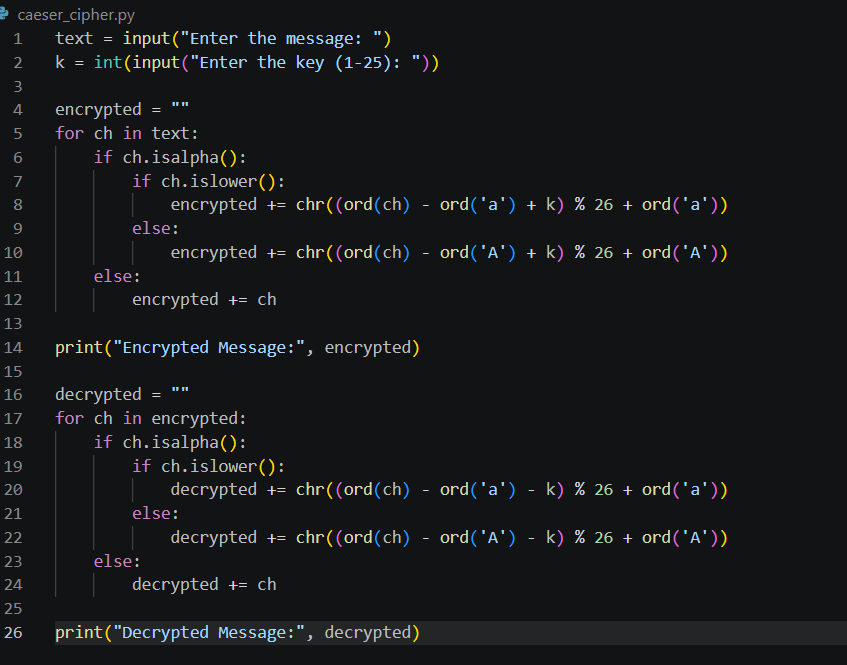 caeser_cipher.py
1 text = input("Enter the message: ")
2 k = int(input("Enter the key (1-25): "))
3
4 encrypted = ""
5 for ch in text:
6     if ch.isalpha():
7         if ch.islower():
8             encrypted += chr((ord(ch) - ord('a') + k) % 26 + ord('a'))
9         else:
10             encrypted += chr((ord(ch) - ord('A') + k) % 26 + ord('A'))
11     else:
12         encrypted += ch
13
14 print("Encrypted Message:", encrypted)
15
16 decrypted = ""
17 for ch in encrypted:
18     if ch.isalpha():
19         if ch.islower():
20             decrypted += chr((ord(ch) - ord('a') - k) % 26 + ord('a'))
21         else:
22             decrypted += chr((ord(ch) - ord('A') - k) % 26 + ord('A'))
23     else:
24         decrypted += ch
25
26 print("Decrypted Message:", decrypted)